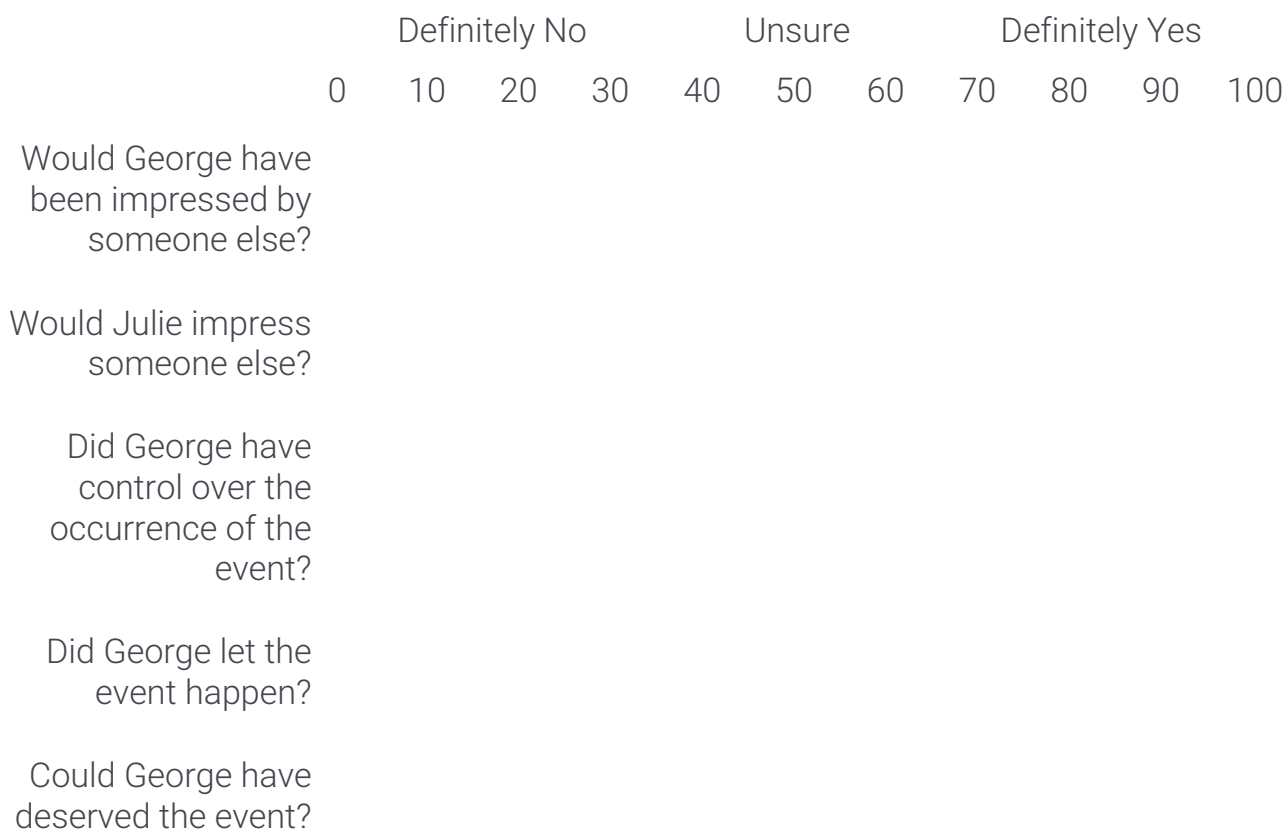 Definitely No Unsure Definitely Yes
0 10 20 30 40 50 60 70 80 90 100
Would George have
been impressed by
someone else?
Would Julie impress
someone else?
Did George have
control over the
occurrence of the
event?
Did George let the
event happen?
Could George have
deserved the event?